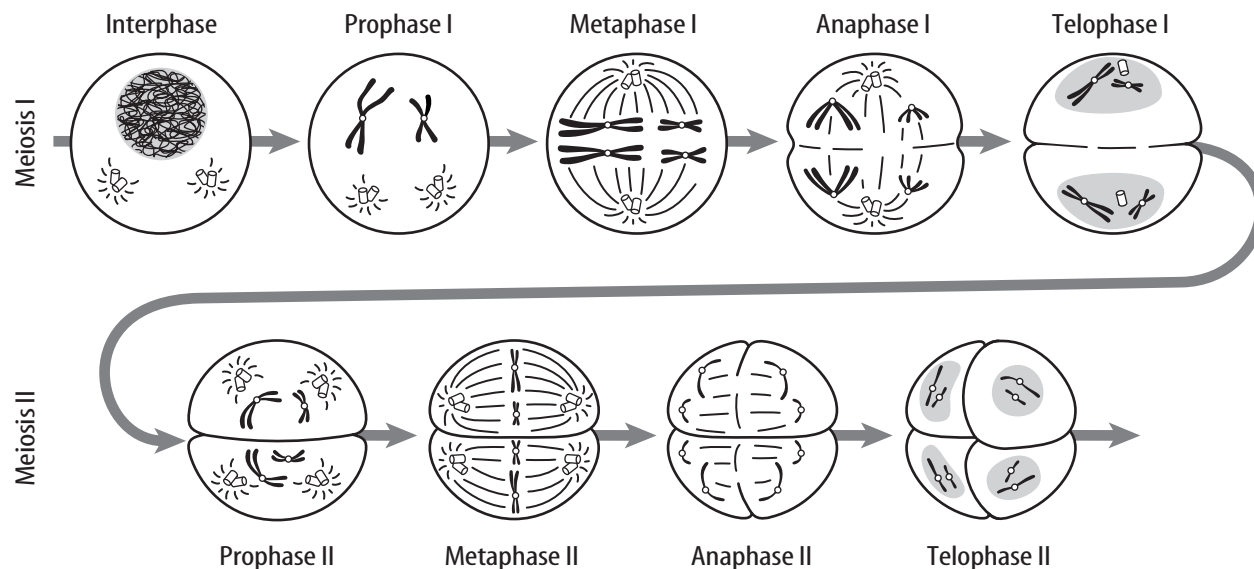 Interphase
Prophase I
Metaphase I
Anaphase I
Telophase I
Meiosis I
Meiosis II
Prophase II
Metaphase II
Anaphase II
Telophase II